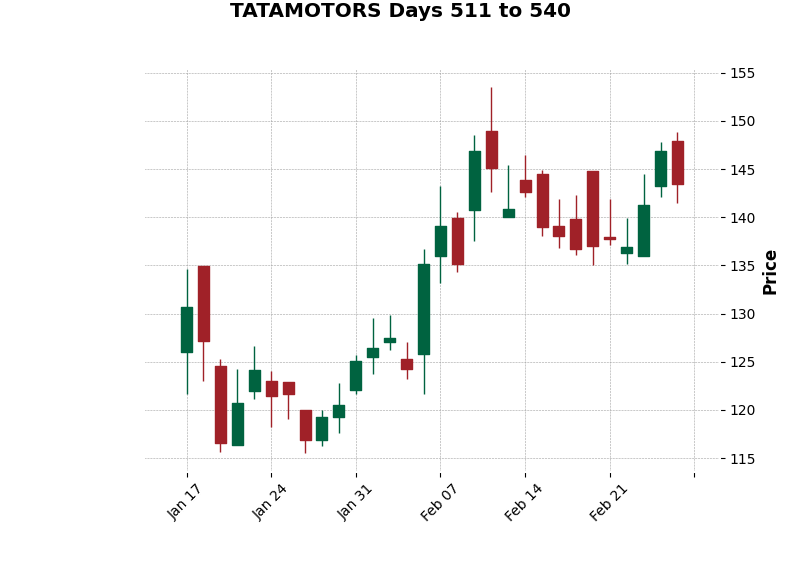 TATAMOTORS Days 511 to 540
155
150
145
140
135
130
125
120
115
Price
Jan 17
Jan 24
Jan 31
Feb 07
Feb 14
Feb 21